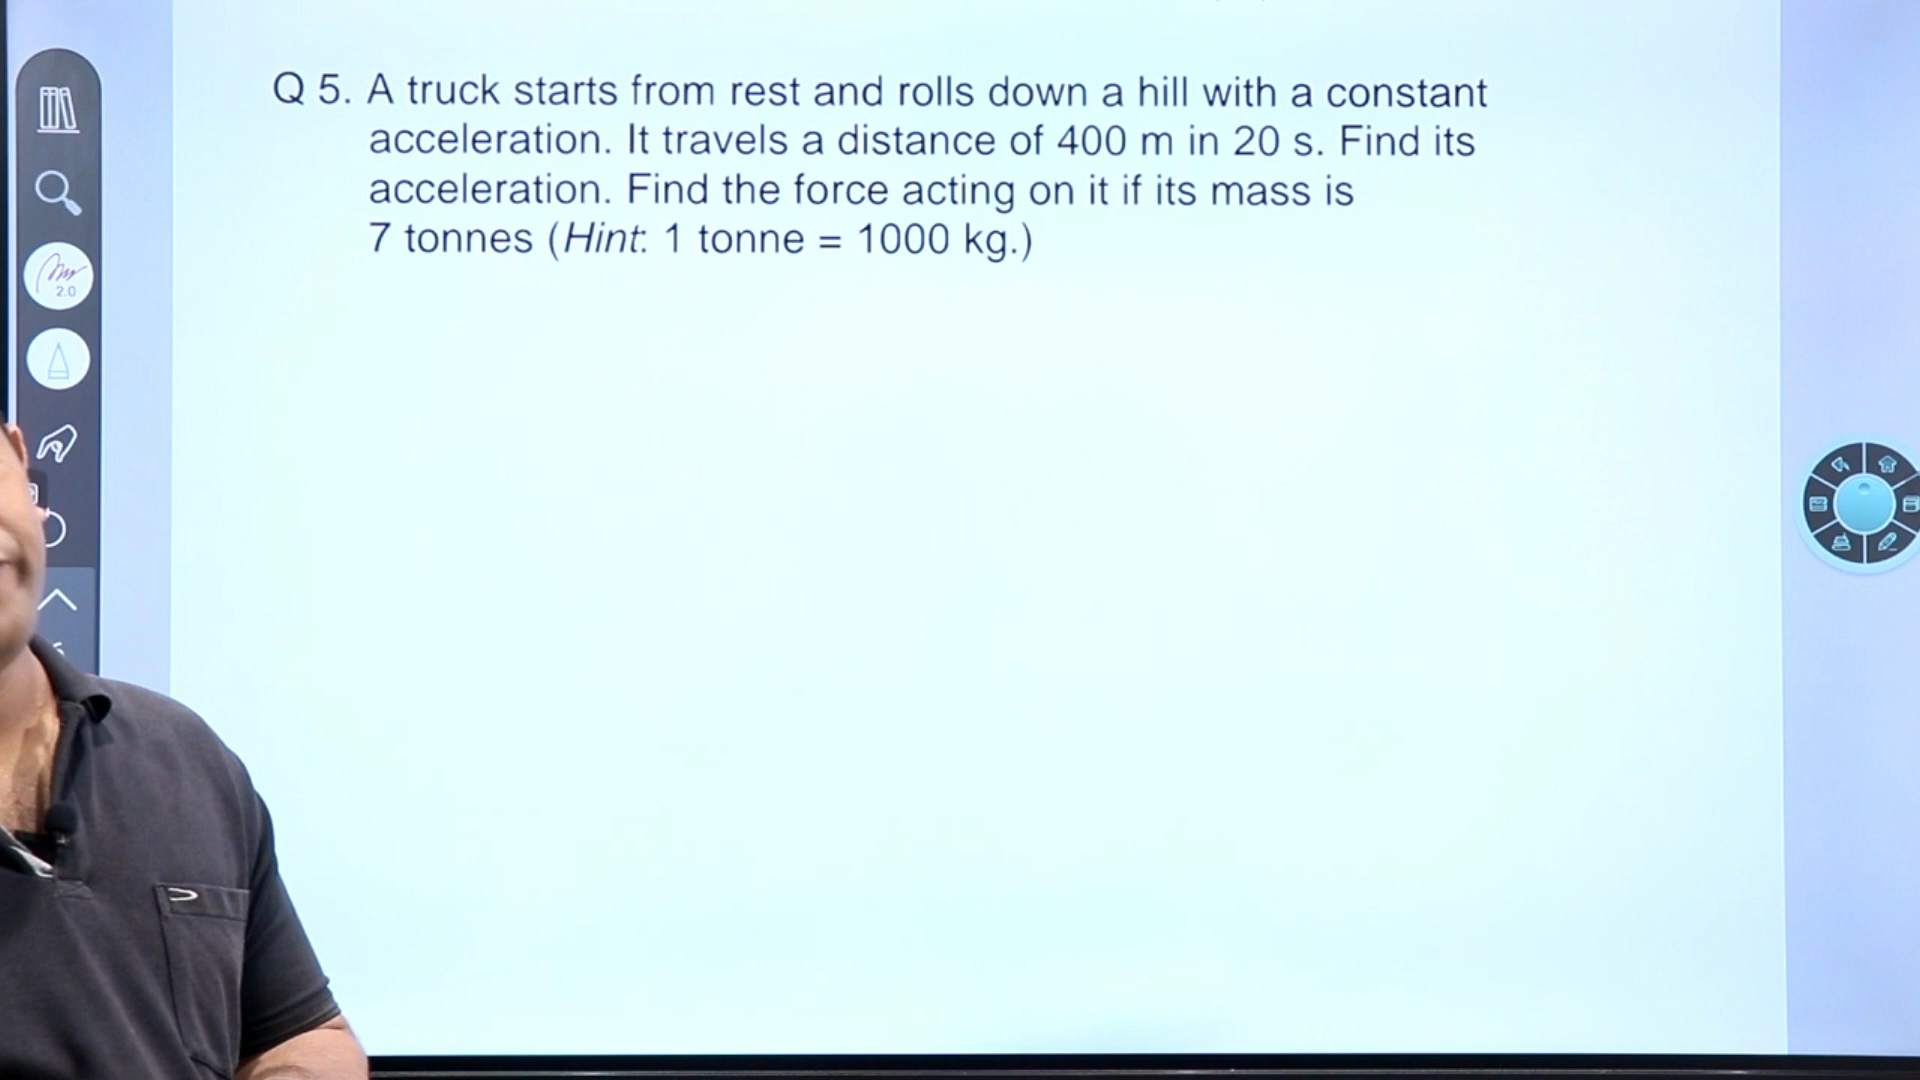 Q 5. A truck starts from rest and rolls down a hill with a constant
acceleration. It travels a distance of 400 m in 20 s. Find its
acceleration. Find the force acting on it if its mass is
7 tonnes (Hint: 1 tonne = 1000 kg.)
2.0